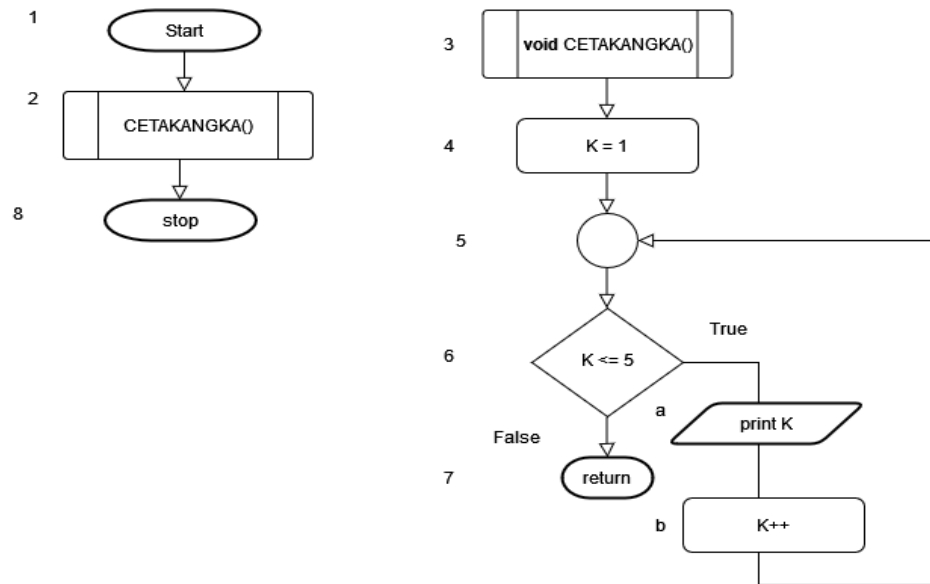 1
Start
2
CETAKANGKA()
8
stop
3
void CETAKANGKA()
4
K = 1
5
6
K <= 5
True
False
a
print K
7
return
b
K++